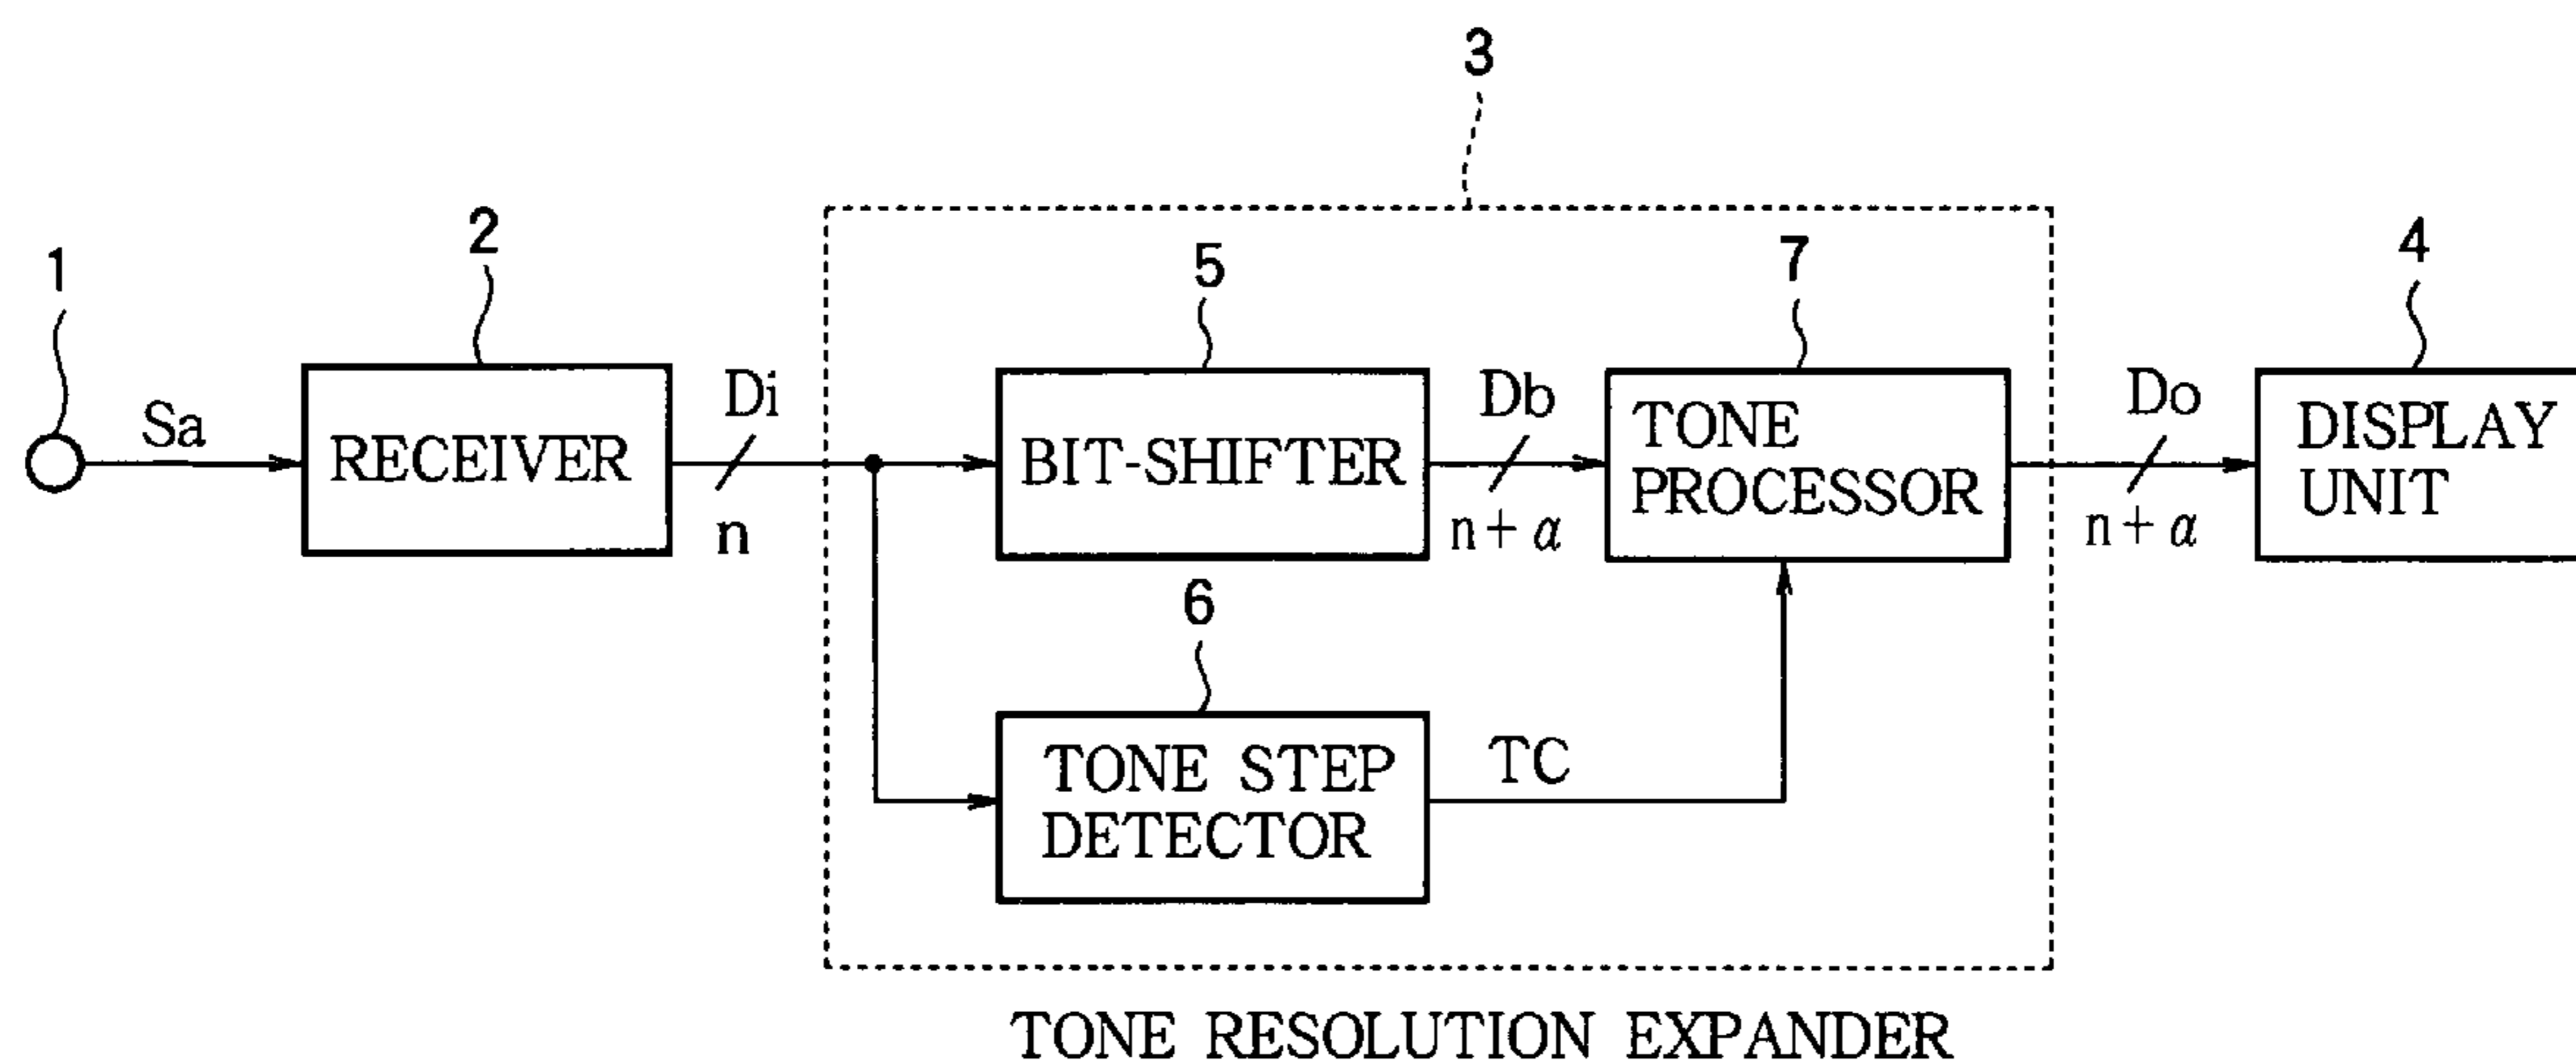 3
1
2
5
7
4
Sa
RECEIVER
Di
n
BIT-SHIFTER
Db
n + α
TONE
PROCESSOR
Do
n + α
DISPLAY
UNIT
6
TONE STEP
DETECTOR
TC
TONE RESOLUTION EXPANDER